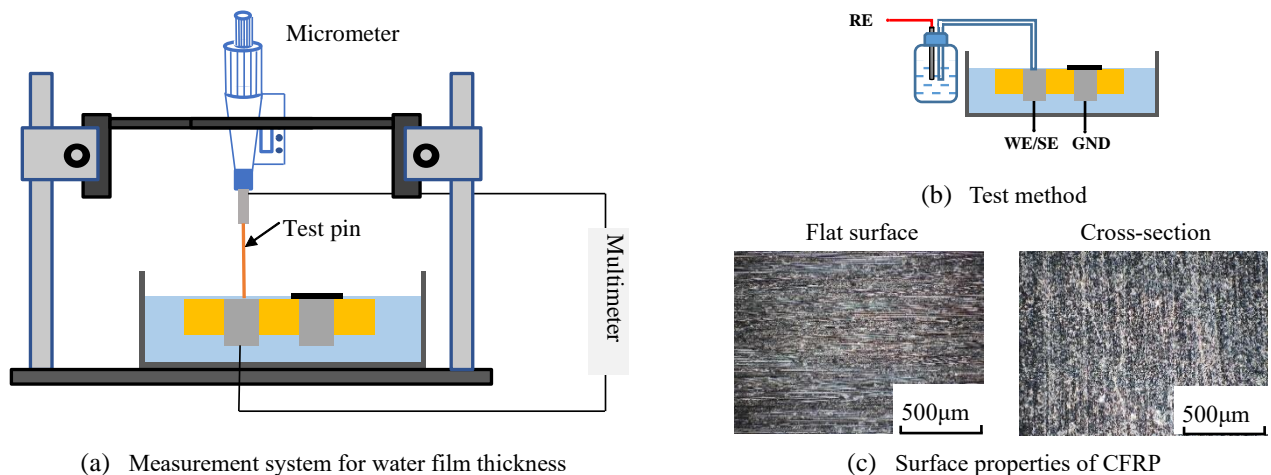 Micrometer
Test pin
Multimeter
(a) Measurement system for water film thickness
RE
WE/SE GND
(b) Test method
Flat surface
Cross-section
500μm
500μm
(c) Surface properties of CFRP